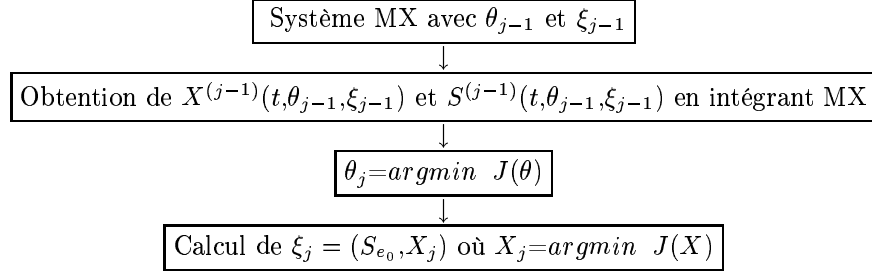 Système MX avec θ_{j−1} et ξ_{j−1}
Obtention de X^{(j−1)}(t,θ_{j−1},ξ_{j−1}) et S^{(j−1)}(t,θ_{j−1},ξ_{j−1}) en intégrant MX
θ_j=argmin J(θ)
Calcul de ξ_j = (S_{e_0},X_j) où X_j=argmin J(X)